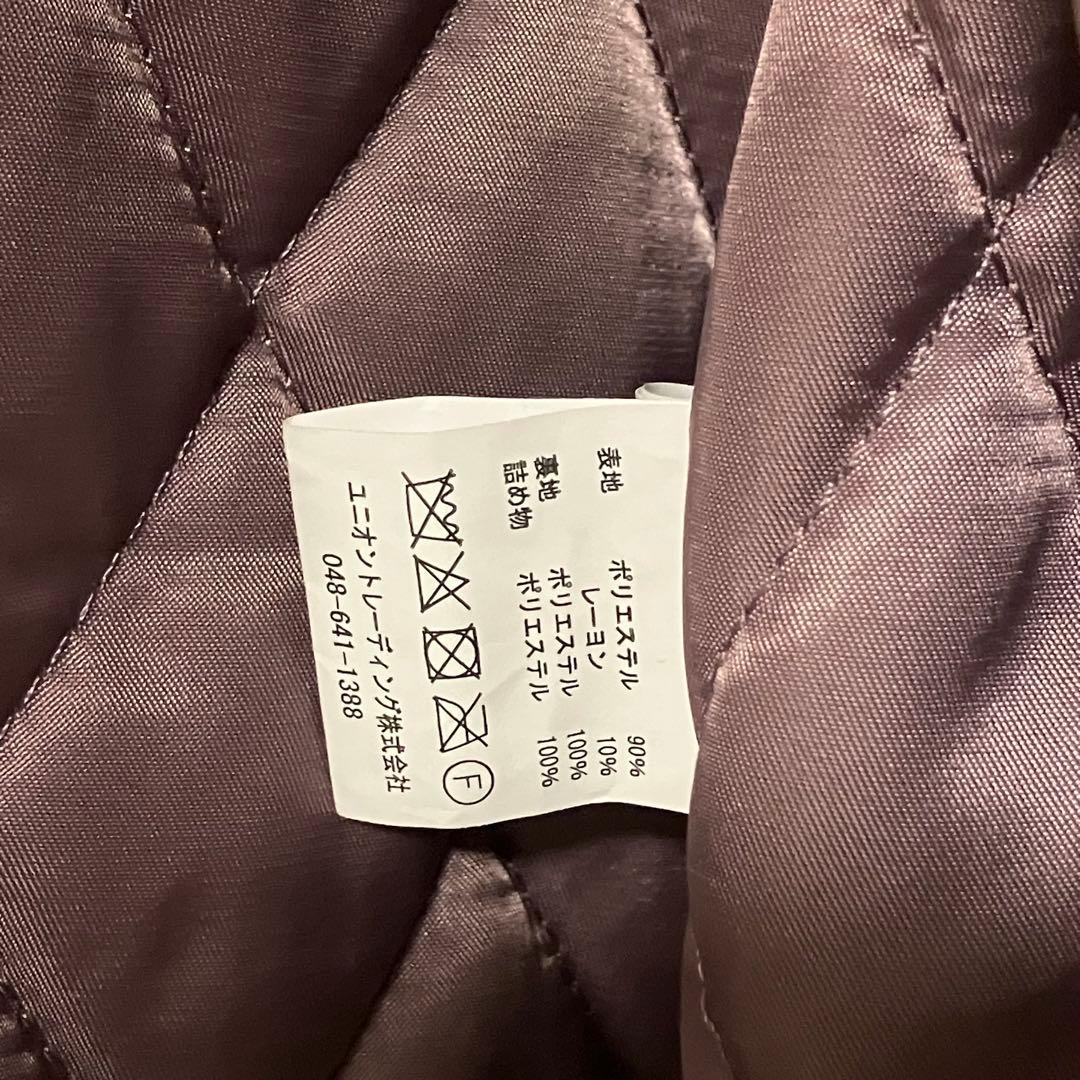 表地 ポリエステル 90%
レーヨン 10%
裏地 ポリエステル 100%
詰め物 ポリエステル 100%
F
ユニオントレーディング株式会社
048-641-1388